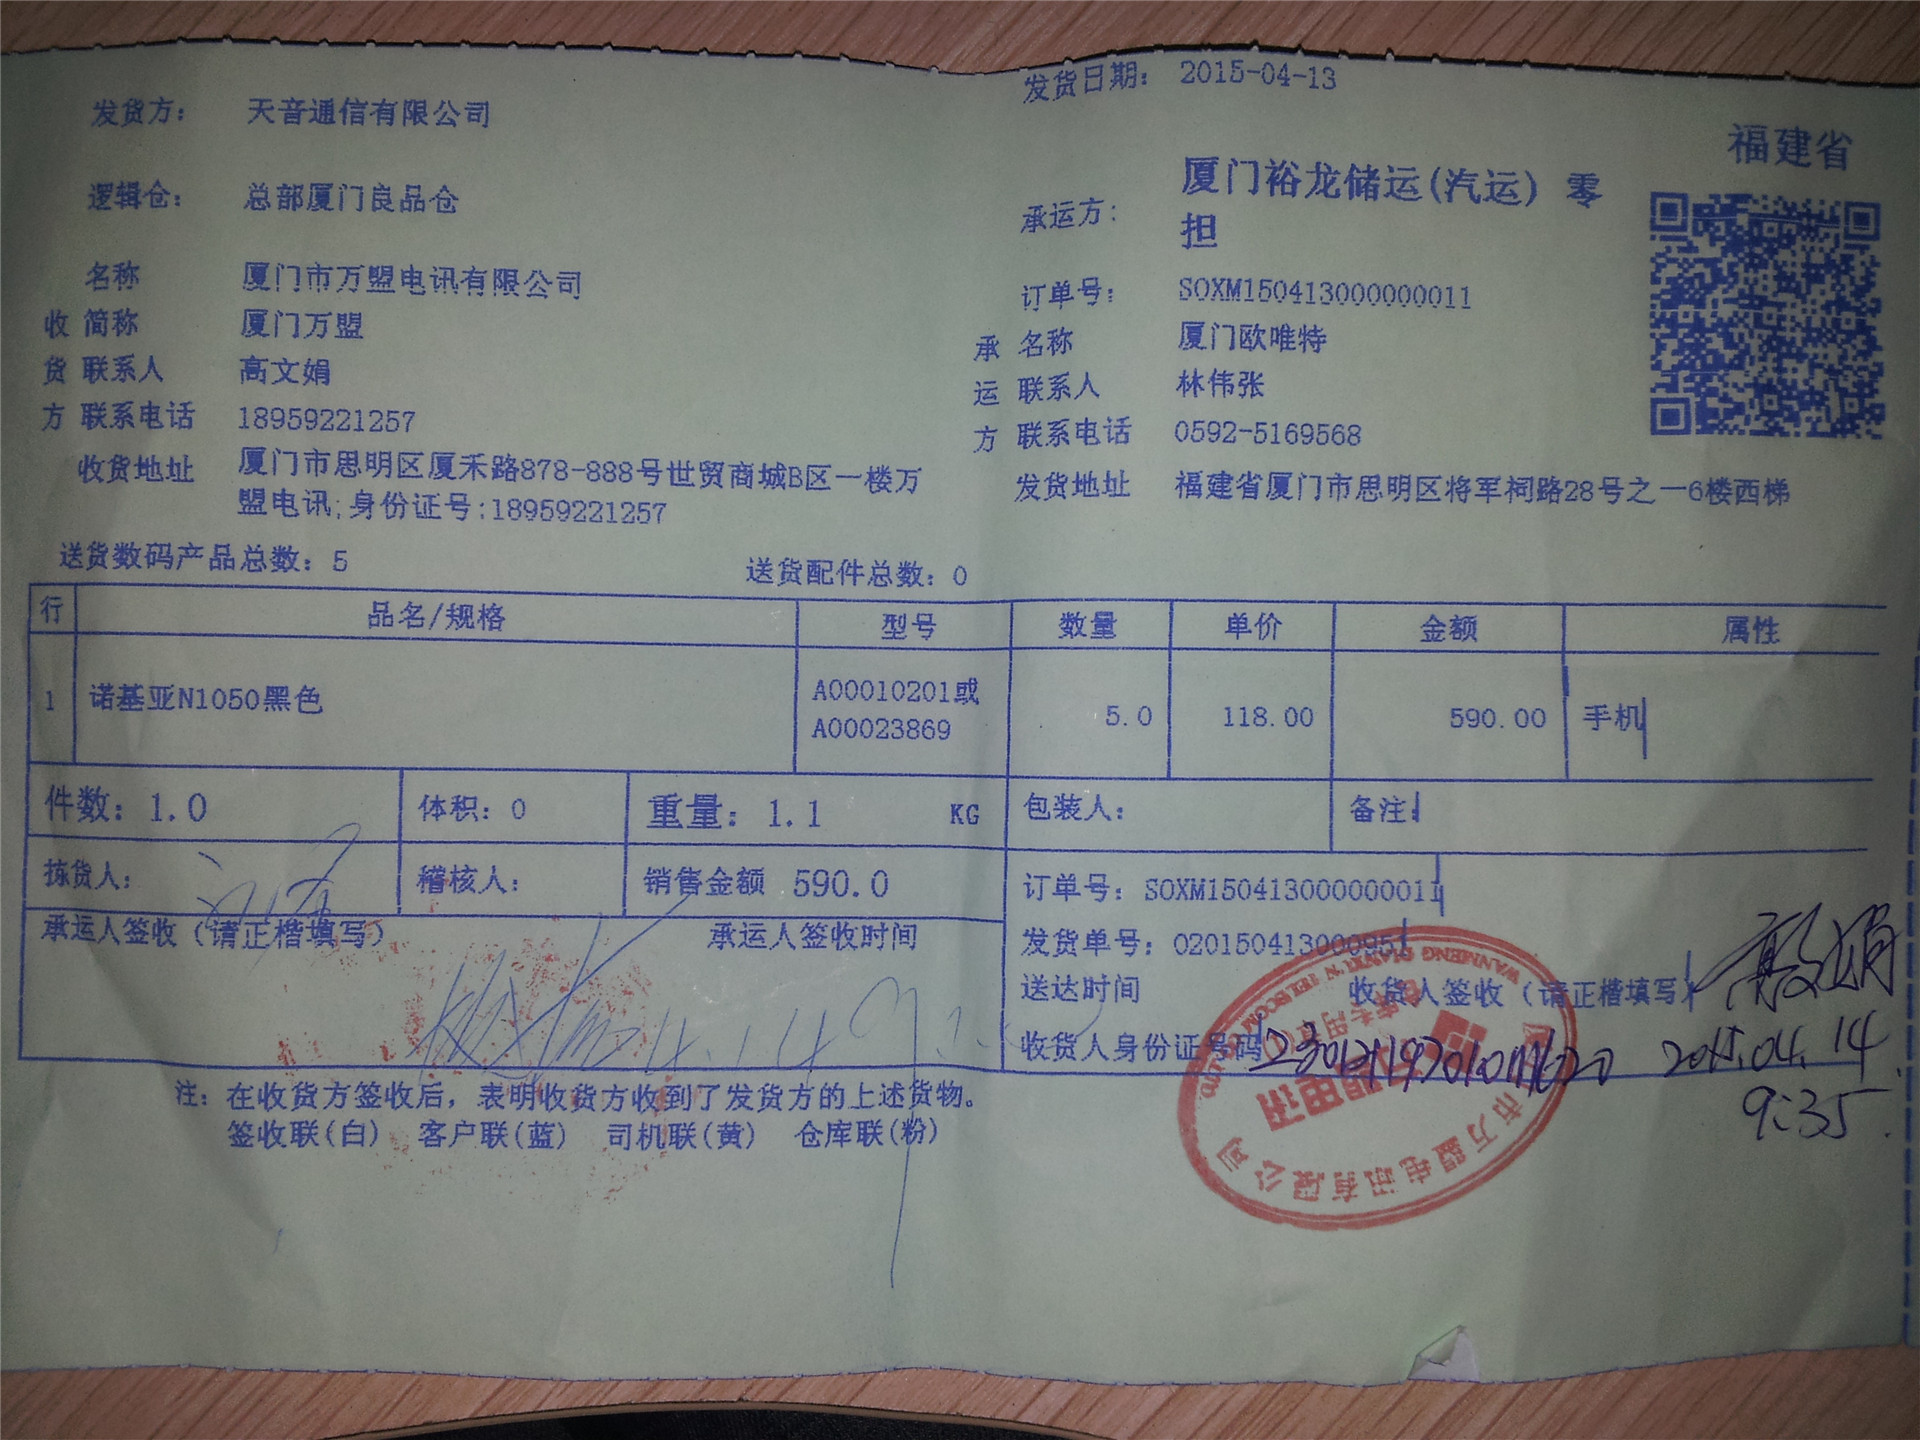 发货日期：2015-04-13
发货方：天音通信有限公司
福建省
逻辑仓：总部厦门良品仓
承运方：厦门裕龙储运(汽运) 零担
收货方
名称 厦门市万盟电讯有限公司
简称 厦门万盟
联系人 高文娟
联系电话 18959221257
收货地址 厦门市思明区厦禾路878-888号世贸商城B区一楼万
盟电讯;身份证号:18959221257
订单号：SOXM150413000000011
承运方
名称 厦门欧唯特
联系人 林伟张
联系电话 0592-5169568
发货地址 福建省厦门市思明区将军祠路28号之一6楼西梯
送货数码产品总数：5 送货配件总数：0
行 品名/规格 型号 数量 单价 金额 属性
1 诺基亚N1050黑色 A00010201或 A00023869 5.0 118.00 590.00 手机
件数：1.0 体积：0 重量：1.1 KG 包装人： 备注：
拣货人： 稽核人： 销售金额 590.0 订单号：SOXM150413000000011
承运人签收（请正楷填写） 承运人签收时间 发货单号：020150413000951
4.14
送达时间 收货人签收（请正楷填写）
收货人身份证号码
2015.04.14
9:35
注：在收货方签收后，表明收货方收到了发货方的上述货物。
签收联(白) 客户联(蓝) 司机联(黄) 仓库联(粉)
市万盟电讯有限公司